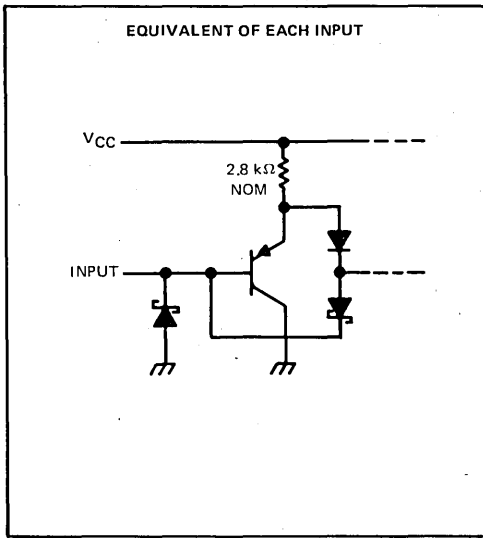 EQUIVALENT OF EACH INPUT
VCC
2.8 kΩ
NOM
INPUT